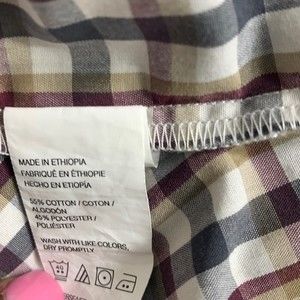 MADE IN ETHIOPIA
FABRIQUÉ EN ÉTHIOPIE
HECHO EN ETIOPÍA
55% COTTON / COTON /
ALGODÓN
45% POLYESTER /
POLIÉSTER
WASH WITH LIKE COLORS,
DRY PROMPTLY
40